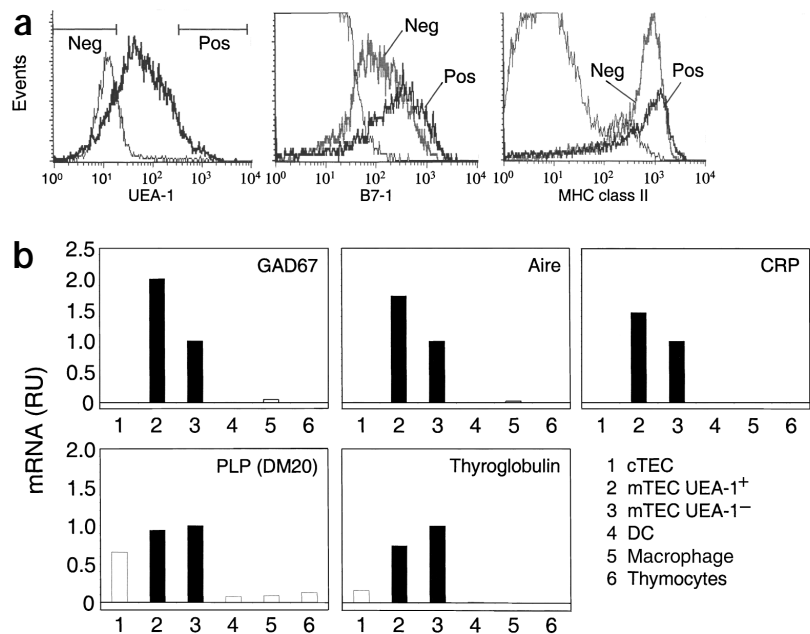 a
Events
Neg
Pos
10⁰ 10¹ 10² 10³ 10⁴
UEA-1
Neg
Pos
10⁰ 10¹ 10² 10³ 10⁴
B7-1
Neg
Pos
10⁰ 10¹ 10² 10³ 10⁴
MHC class II
b
mRNA (RU)
2.5
2.0
1.5
1.0
0.5
0
GAD67
1 2 3 4 5 6
Aire
1 2 3 4 5 6
CRP
1 2 3 4 5 6
2.0
1.5
1.0
0.5
0
PLP (DM20)
1 2 3 4 5 6
Thyroglobulin
1 2 3 4 5 6
1 cTEC
2 mTEC UEA-1⁺
3 mTEC UEA-1⁻
4 DC
5 Macrophage
6 Thymocytes